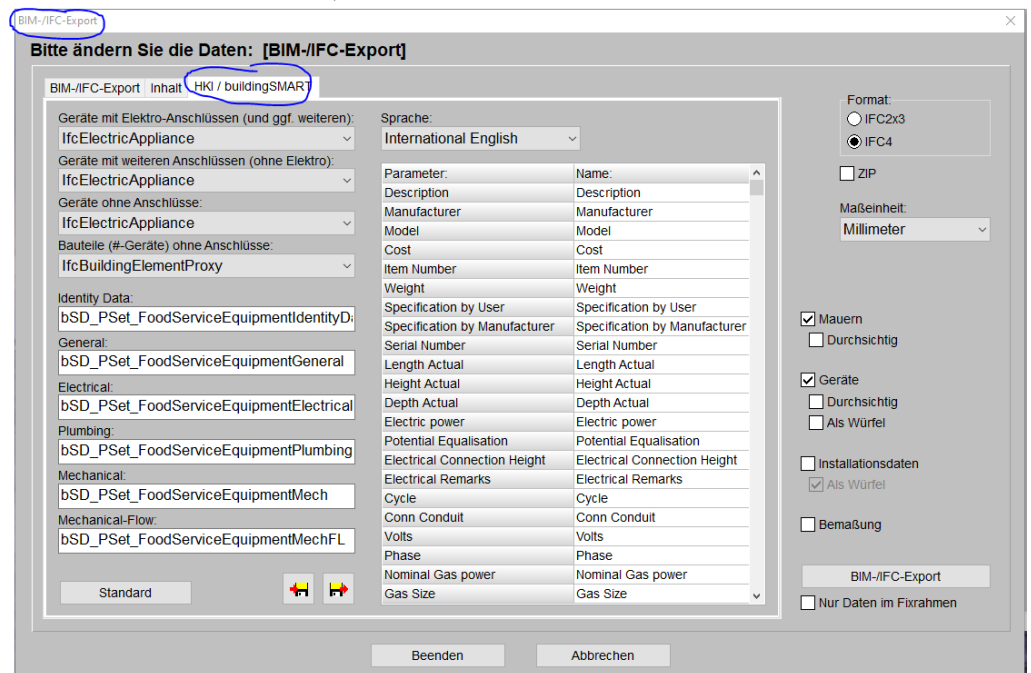 BIM-/IFC-Export
Bitte ändern Sie die Daten: [BIM-/IFC-Export]
BIM-/IFC-Export Inhalt HKI / buildingSMART
Geräte mit Elektro-Anschlüssen (und ggf. weiteren):
IfcElectricAppliance
Geräte mit weiteren Anschlüssen (ohne Elektro):
IfcElectricAppliance
Geräte ohne Anschlüsse:
IfcElectricAppliance
Bauteile (#-Geräte) ohne Anschlüsse:
IfcBuildingElementProxy
Identity Data:
bSD_PSet_FoodServiceEquipmentIdentityD
General:
bSD_PSet_FoodServiceEquipmentGeneral
Electrical:
bSD_PSet_FoodServiceEquipmentElectrical
Plumbing:
bSD_PSet_FoodServiceEquipmentPlumbing
Mechanical:
bSD_PSet_FoodServiceEquipmentMech
Mechanical-Flow:
bSD_PSet_FoodServiceEquipmentMechFL
Standard
Sprache:
International English
Parameter: Name:
Description Description
Manufacturer Manufacturer
Model Model
Cost Cost
Item Number Item Number
Weight Weight
Specification by User Specification by User
Specification by Manufacturer Specification by Manufacturer
Serial Number Serial Number
Length Actual Length Actual
Height Actual Height Actual
Depth Actual Depth Actual
Electric power Electric power
Potential Equalisation Potential Equalisation
Electrical Connection Height Electrical Connection Height
Electrical Remarks Electrical Remarks
Cycle Cycle
Conn Conduit Conn Conduit
Volts Volts
Phase Phase
Nominal Gas power Nominal Gas power
Gas Size Gas Size
Format:
IFC2x3
IFC4
ZIP
Maßeinheit:
Millimeter
Mauern
Durchsichtig
Geräte
Durchsichtig
Als Würfel
Installationsdaten
Als Würfel
Bemaßung
BIM-/IFC-Export
Nur Daten im Fixrahmen
Beenden Abbrechen